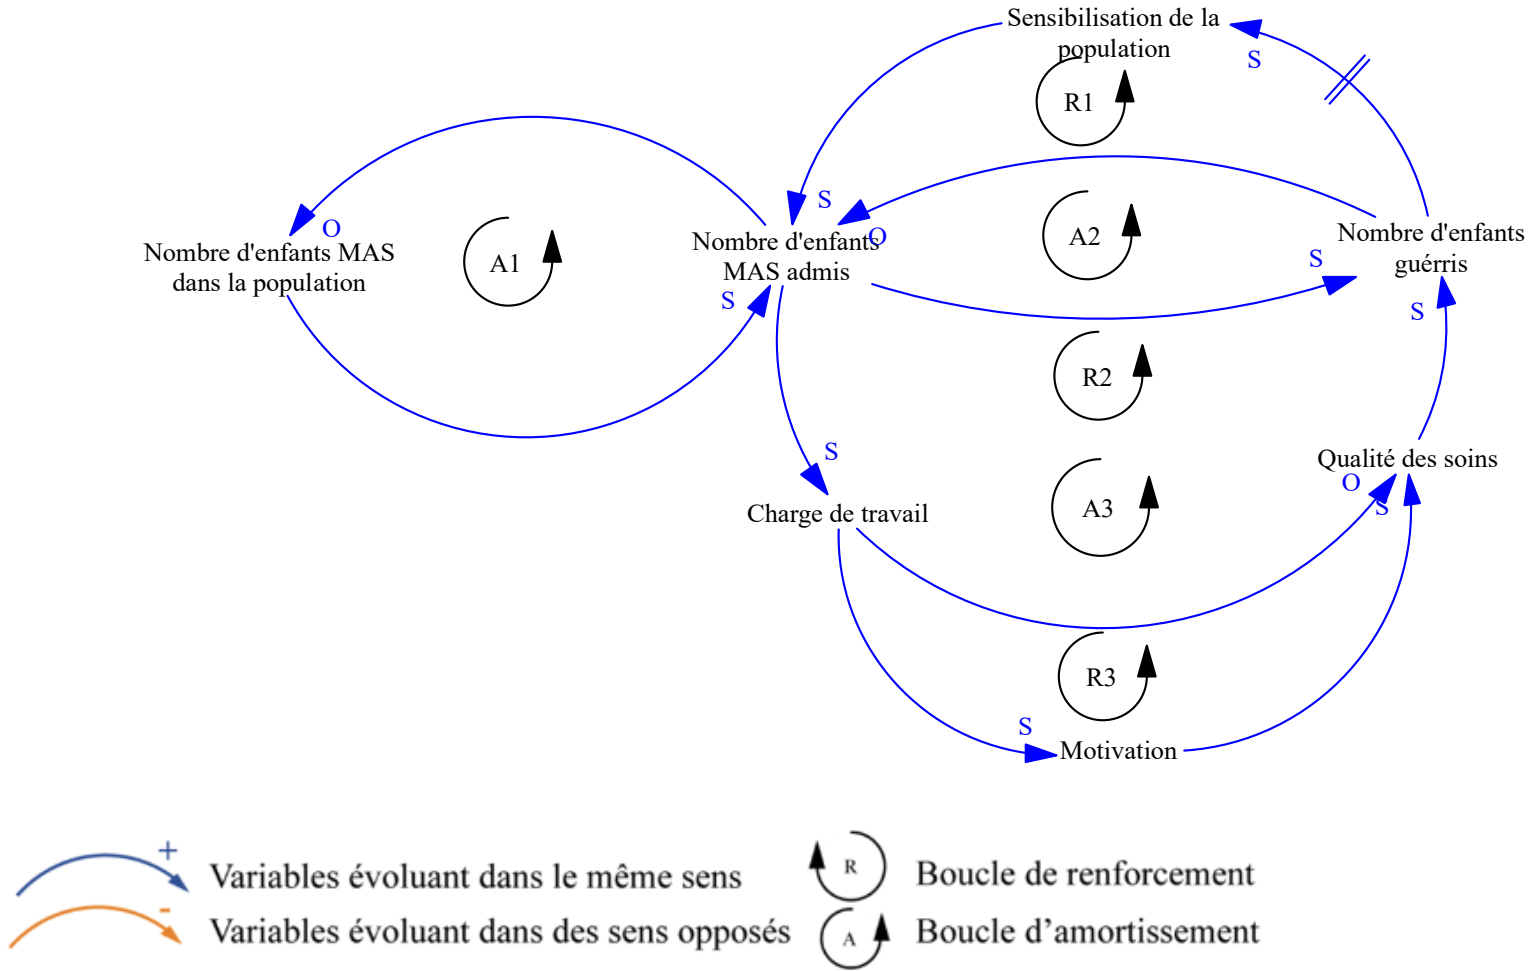 Sensibilisation de la
population
S
R1
S
O
A2
S
Nombre d'enfants MAS
dans la population
O
A1
Nombre d'enfants
MAS admis
S
Nombre d'enfants
guérris
S
R2
S
Charge de travail
A3
Qualité des soins
O
S
R3
S
Motivation
+
Variables évoluant dans le même sens
R
Boucle de renforcement
-
Variables évoluant dans des sens opposés
A
Boucle d’amortissement